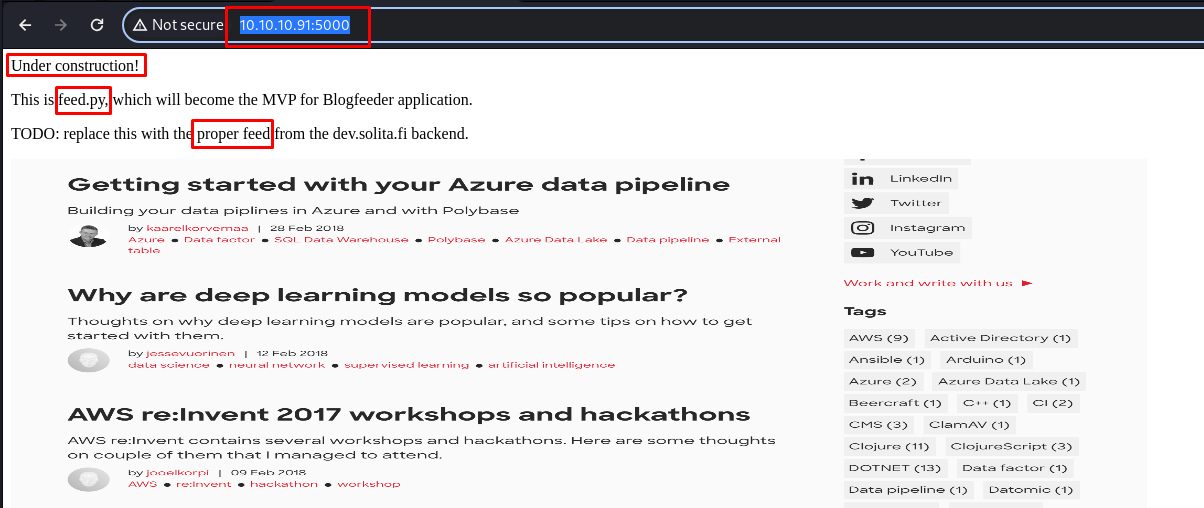 Not secure 10.10.10.91:5000
Under construction!
This is feed.py, which will become the MVP for Blogfeeder application.
TODO: replace this with the proper feed from the dev.solita.fi backend.
Getting started with your Azure data pipeline
Building your data piplines in Azure and with Polybase
by kaarelkorvemaa | 28 Feb 2018
Azure • Data factor • SQL Data Warehouse • Polybase • Azure Data Lake • Data pipeline • External
table
Why are deep learning models so popular?
Thoughts on why deep learning models are popular, and some tips on how to get
started with them.
by jessevuorinen | 12 Feb 2018
data science • neural network • supervised learning • artificial intelligence
AWS re:Invent 2017 workshops and hackathons
AWS re:Invent contains several workshops and hackathons. Here are some thoughts
on couple of them that I managed to attend.
by jooelkorpi | 09 Feb 2018
AWS • re:Invent • hackathon • workshop
LinkedIn
Twitter
Instagram
YouTube
Work and write with us
Tags
AWS (9) Active Directory (1)
Ansible (1) Arduino (1)
Azure (2) Azure Data Lake (1)
Beercraft (1) C++ (1) CI (2)
CMS (3) ClamAV (1)
Clojure (11) ClojureScript (3)
DOTNET (13) Data factor (1)
Data pipeline (1) Datomic (1)